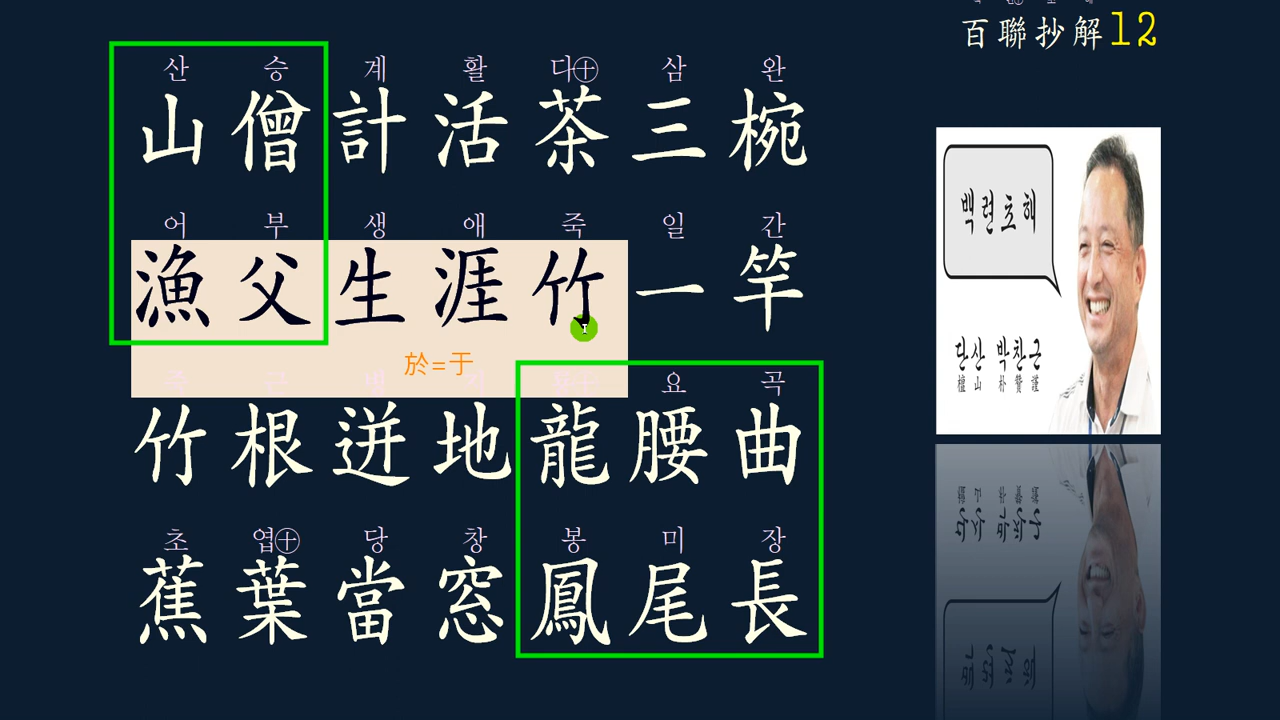 百聯抄解12
산 승 계 활 다㊉ 삼 완
山僧計活茶三椀
어 부 생 애 죽 일 간
漁父生涯竹一竿
於=于
요 곡
竹根迸地龍腰曲
초 엽㊉ 당 창 봉 미 장
蕉葉當窓鳳尾長
백련초해
단산 박찬근
檀山 朴贊謹